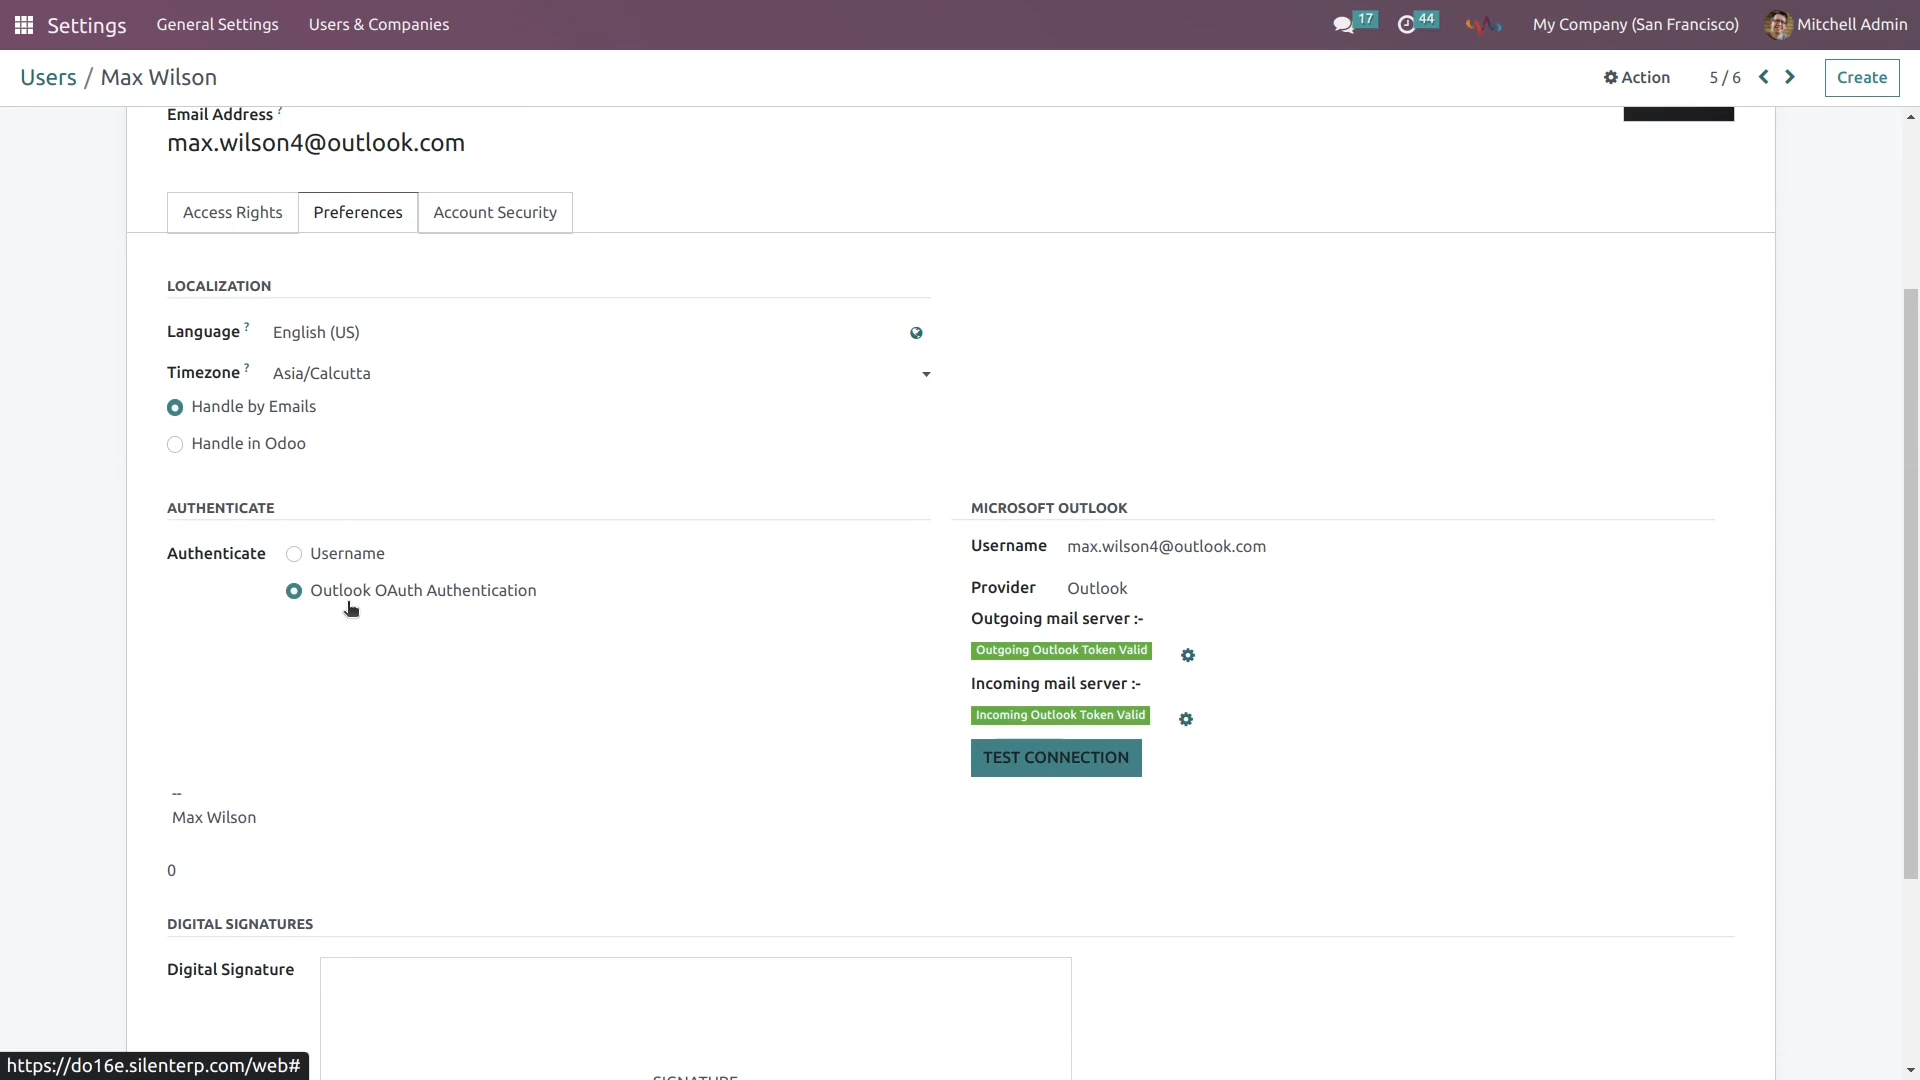 Settings General Settings Users & Companies 17 44 My Company (San Francisco) Mitchell Admin
Users / Max Wilson Action 5 / 6 Create
Email Address ?
max.wilson4@outlook.com
Access Rights Preferences Account Security
LOCALIZATION
Language ? English (US)
Timezone ? Asia/Calcutta
Handle by Emails
Handle in Odoo
AUTHENTICATE
Authenticate Username
Outlook OAuth Authentication
MICROSOFT OUTLOOK
Username max.wilson4@outlook.com
Provider Outlook
Outgoing mail server :-
Outgoing Outlook Token Valid
Incoming mail server :-
Incoming Outlook Token Valid
TEST CONNECTION
--
Max Wilson
0
DIGITAL SIGNATURES
Digital Signature
SIGNATURE
https://do16e.silenterp.com/web#